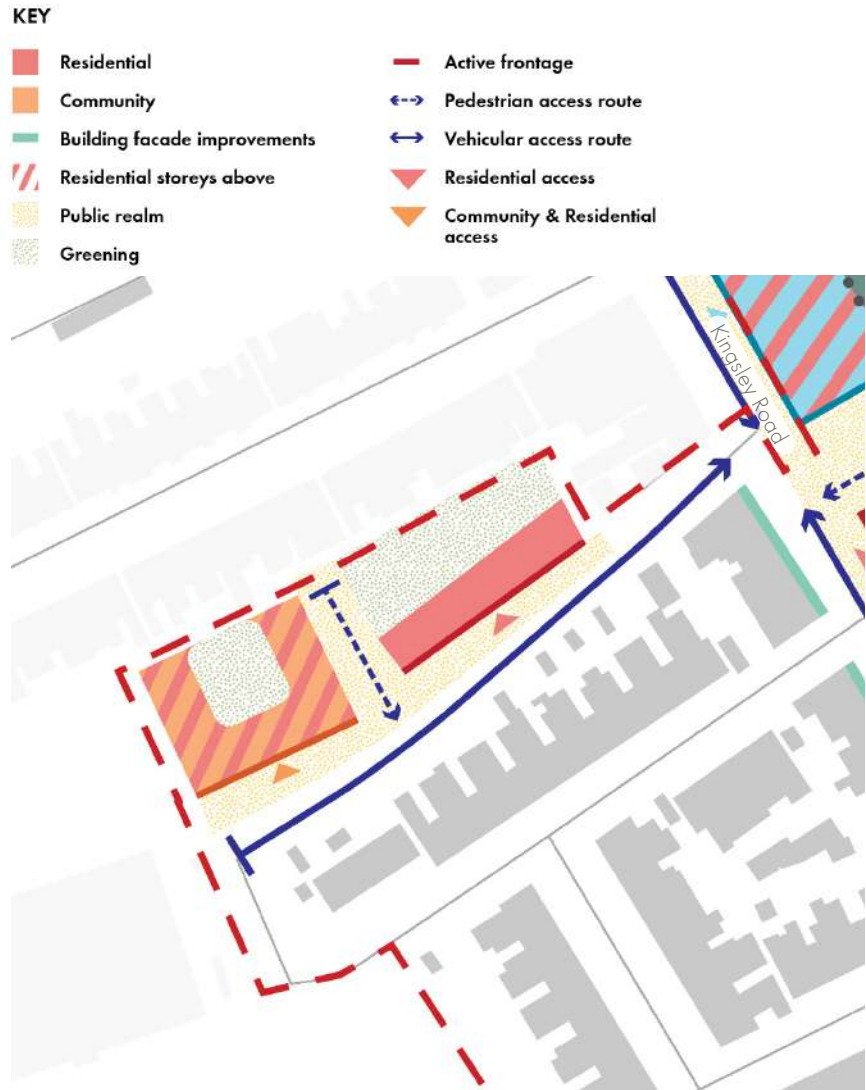 KEY
Residential
Community
Building facade improvements
Residential storeys above
Public realm
Greening
Active frontage
Pedestrian access route
Vehicular access route
Residential access
Community & Residential
access
Kingsley Road